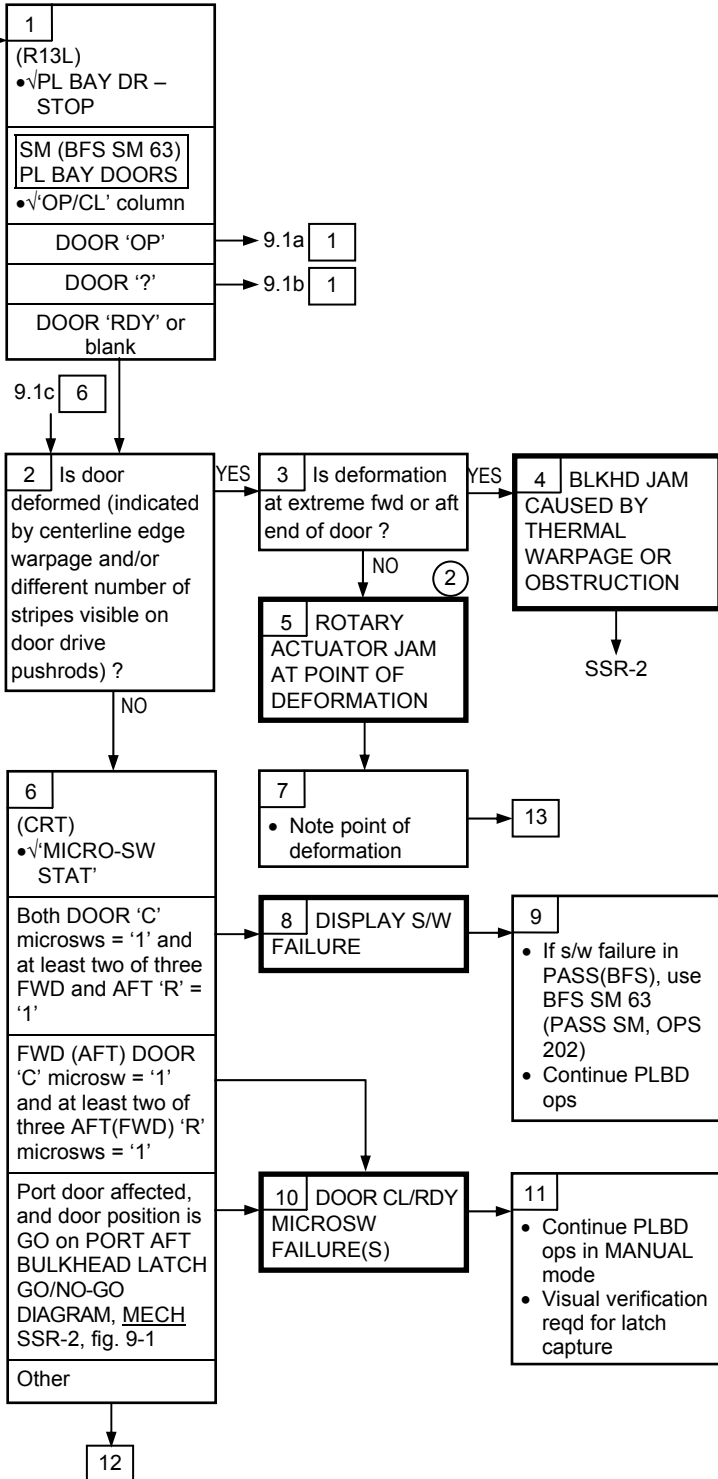 1
(R13L)
•√PL BAY DR –
STOP
SM (BFS SM 63)
PL BAY DOORS
•√‘OP/CL’ column
DOOR ‘OP’
9.1a 1
DOOR ‘?’
9.1b 1
DOOR ‘RDY’ or
blank
9.1c 6
2 Is door
deformed (indicated
by centerline edge
warpage and/or
different number of
stripes visible on
door drive
pushrods) ?
YES
NO
3 Is deformation
at extreme fwd or aft
end of door ?
YES
NO
4 BLKHD JAM
CAUSED BY
THERMAL
WARPAGE OR
OBSTRUCTION
SSR-2
2
5 ROTARY
ACTUATOR JAM
AT POINT OF
DEFORMATION
6
(CRT)
•√‘MICRO-SW
STAT’
Both DOOR ‘C’
microsws = ‘1’ and
at least two of three
FWD and AFT ‘R’ =
‘1’
FWD (AFT) DOOR
‘C’ microsw = ‘1’
and at least two of
three AFT(FWD) ‘R’
microsws = ‘1’
Port door affected,
and door position is
GO on PORT AFT
BULKHEAD LATCH
GO/NO-GO
DIAGRAM, MECH
SSR-2, fig. 9-1
Other
12
7
• Note point of
deformation
13
8 DISPLAY S/W
FAILURE
9
• If s/w failure in
PASS(BFS), use
BFS SM 63
(PASS SM, OPS
202)
• Continue PLBD
ops
10 DOOR CL/RDY
MICROSW
FAILURE(S)
11
• Continue PLBD
ops in MANUAL
mode
• Visual verification
reqd for latch
capture